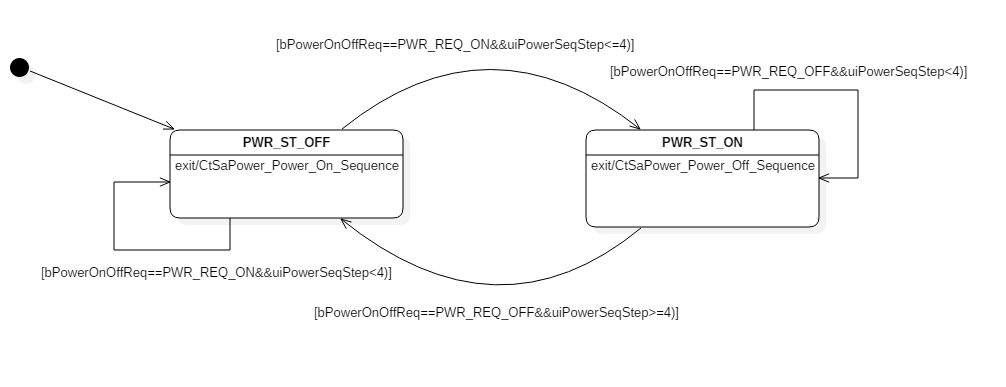 [bPowerOnOffReq==PWR_REQ_ON&&uiPowerSeqStep<=4)]
[bPowerOnOffReq==PWR_REQ_OFF&&uiPowerSeqStep<4)]
PWR_ST_OFF
exit/CtSaPower_Power_On_Sequence
PWR_ST_ON
exit/CtSaPower_Power_Off_Sequence
[bPowerOnOffReq==PWR_REQ_ON&&uiPowerSeqStep<4)]
[bPowerOnOffReq==PWR_REQ_OFF&&uiPowerSeqStep>=4)]